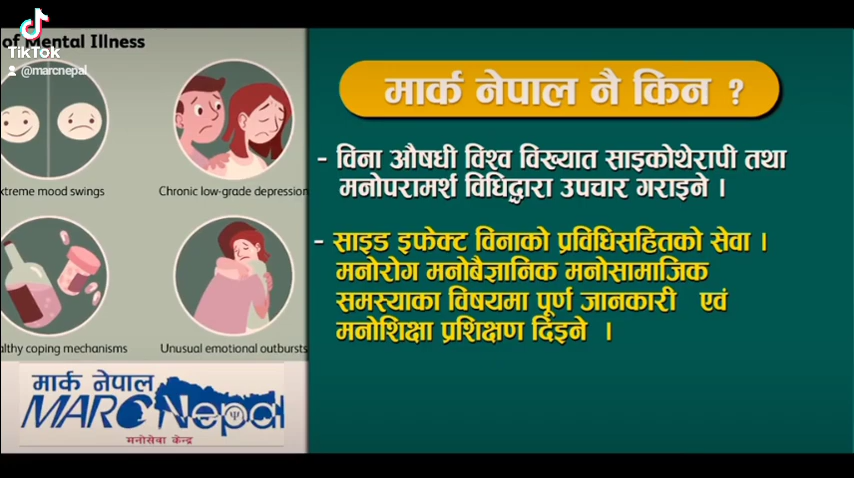 of Mental Illness
TikTok
@marcnepal
xtreme mood swings
Chronic low-grade depression
althy coping mechanisms
Unusual emotional outbursts
मार्क नेपाल
MARC Nepal
मनोसेवा केन्द्र
मार्क नेपाल नै किन ?
- विना औषधी विश्व विख्यात साइकोथेरापी तथा
मनोपरामर्श विधिद्वारा उपचार गराइने ।
- साइड इफेक्ट विनाको प्रविधिसहितको सेवा ।
मनोरोग मनोबैज्ञानिक मनोसामाजिक
समस्याका विषयमा पूर्ण जानकारी एवं
मनोशिक्षा प्रशिक्षण दिइने ।